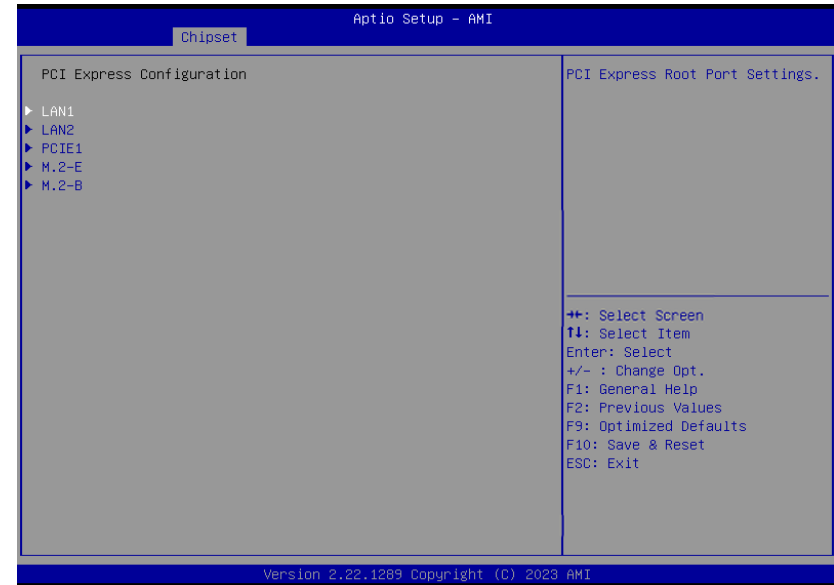 Aptio Setup – AMI
Chipset
PCI Express Configuration
LAN1
LAN2
PCIE1
M.2-E
M.2-B
PCI Express Root Port Settings.
→←: Select Screen
↑↓: Select Item
Enter: Select
+/- : Change Opt.
F1: General Help
F2: Previous Values
F9: Optimized Defaults
F10: Save & Reset
ESC: Exit
Version 2.22.1289 Copyright (C) 2023 AMI